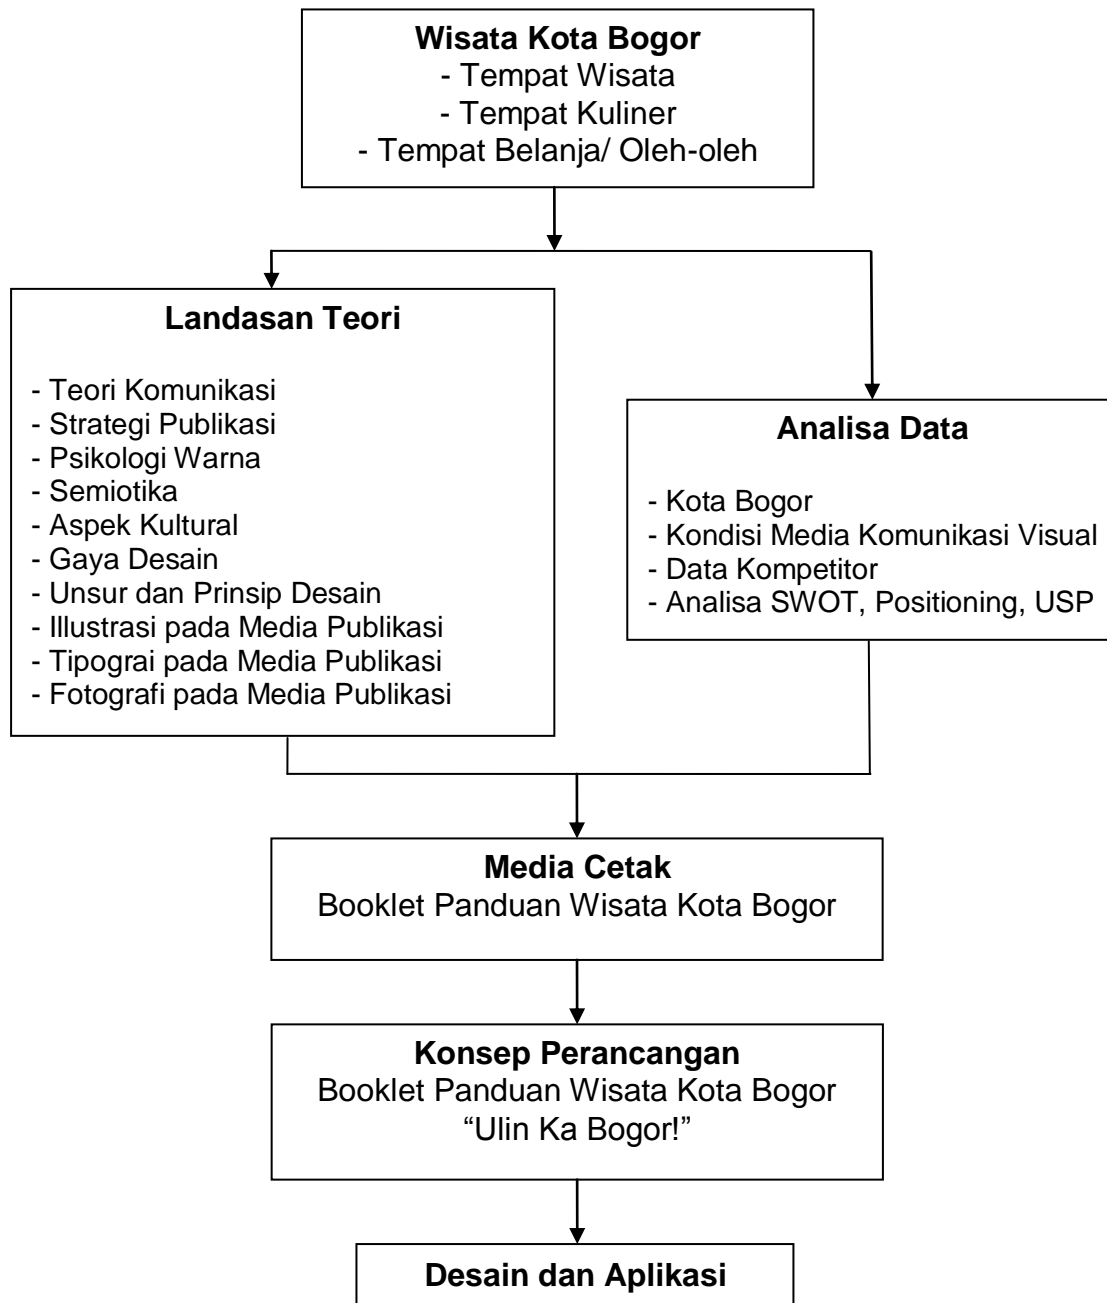 Wisata Kota Bogor
- Tempat Wisata
- Tempat Kuliner
- Tempat Belanja/ Oleh-oleh
Landasan Teori
- Teori Komunikasi
- Strategi Publikasi
- Psikologi Warna
- Semiotika
- Aspek Kultural
- Gaya Desain
- Unsur dan Prinsip Desain
- Illustrasi pada Media Publikasi
- Tipograi pada Media Publikasi
- Fotografi pada Media Publikasi
Analisa Data
- Kota Bogor
- Kondisi Media Komunikasi Visual
- Data Kompetitor
- Analisa SWOT, Positioning, USP
Media Cetak
Booklet Panduan Wisata Kota Bogor
Konsep Perancangan
Booklet Panduan Wisata Kota Bogor
“Ulin Ka Bogor!”
Desain dan Aplikasi